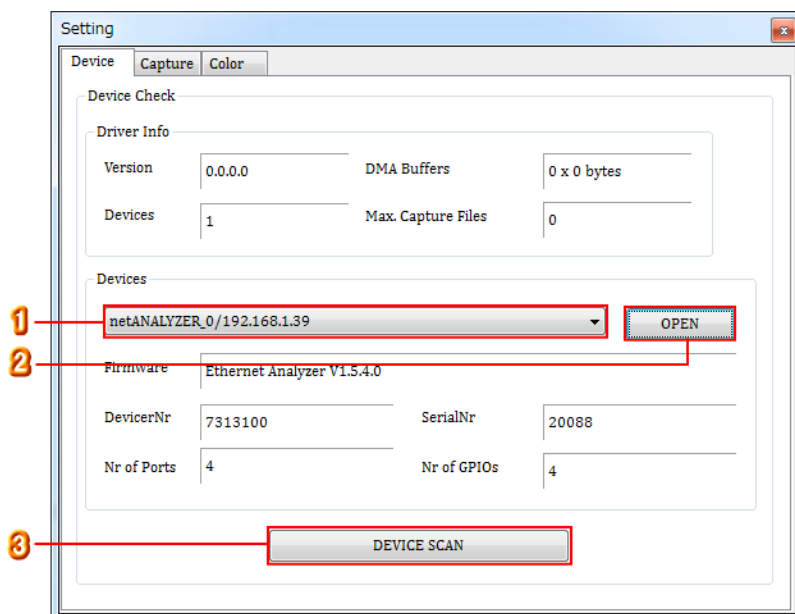 Setting
Device Capture Color
Device Check
Driver Info
Version 0.0.0.0 DMA Buffers 0 x 0 bytes
Devices 1 Max. Capture Files 0
Devices
1 netANALYZER_0/192.168.1.39 OPEN
2 Firmware Ethernet Analyzer V1.5.4.0
DevicerNr 7313100 SerialNr 20088
Nr of Ports 4 Nr of GPIOs 4
3 DEVICE SCAN